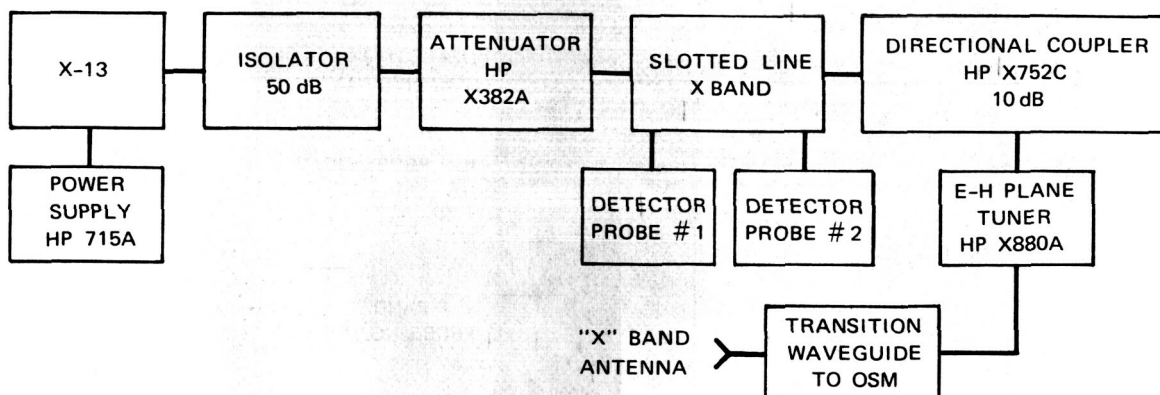 X-13
ISOLATOR
50 dB
ATTENUATOR
HP
X382A
SLOTTED LINE
X BAND
DIRECTIONAL COUPLER
HP X752C
10 dB
POWER
SUPPLY
HP 715A
DETECTOR
PROBE #1
DETECTOR
PROBE #2
E-H PLANE
TUNER
HP X880A
"X" BAND
ANTENNA
TRANSITION
WAVEGUIDE
TO OSM